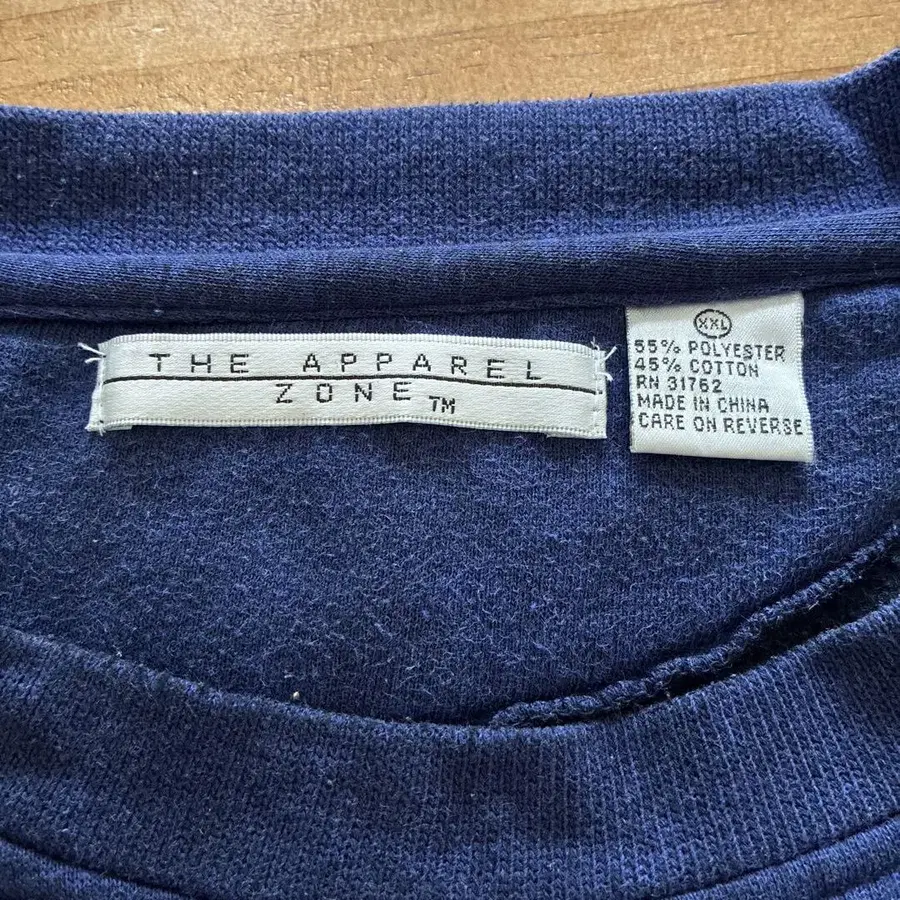 THE APPAREL
ZONE TM
XXL
55% POLYESTER
45% COTTON
RN 31762
MADE IN CHINA
CARE ON REVERSE